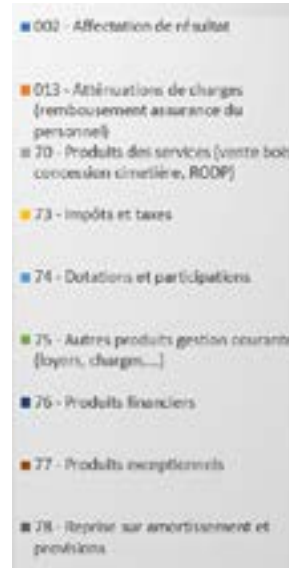 002 - Affectation de résultat
013 - Atténuations de charges
(remboursement assurance du
personnel)
70 - Produits des services (vente bois
concession cimetière, RODP)
73 - Impôts et taxes
74 - Dotations et participations
75 - Autres produits gestion courante
(loyers, charges,...)
76 - Produits financiers
77 - Produits exceptionnels
78 - Reprise sur amortissement et
provisions